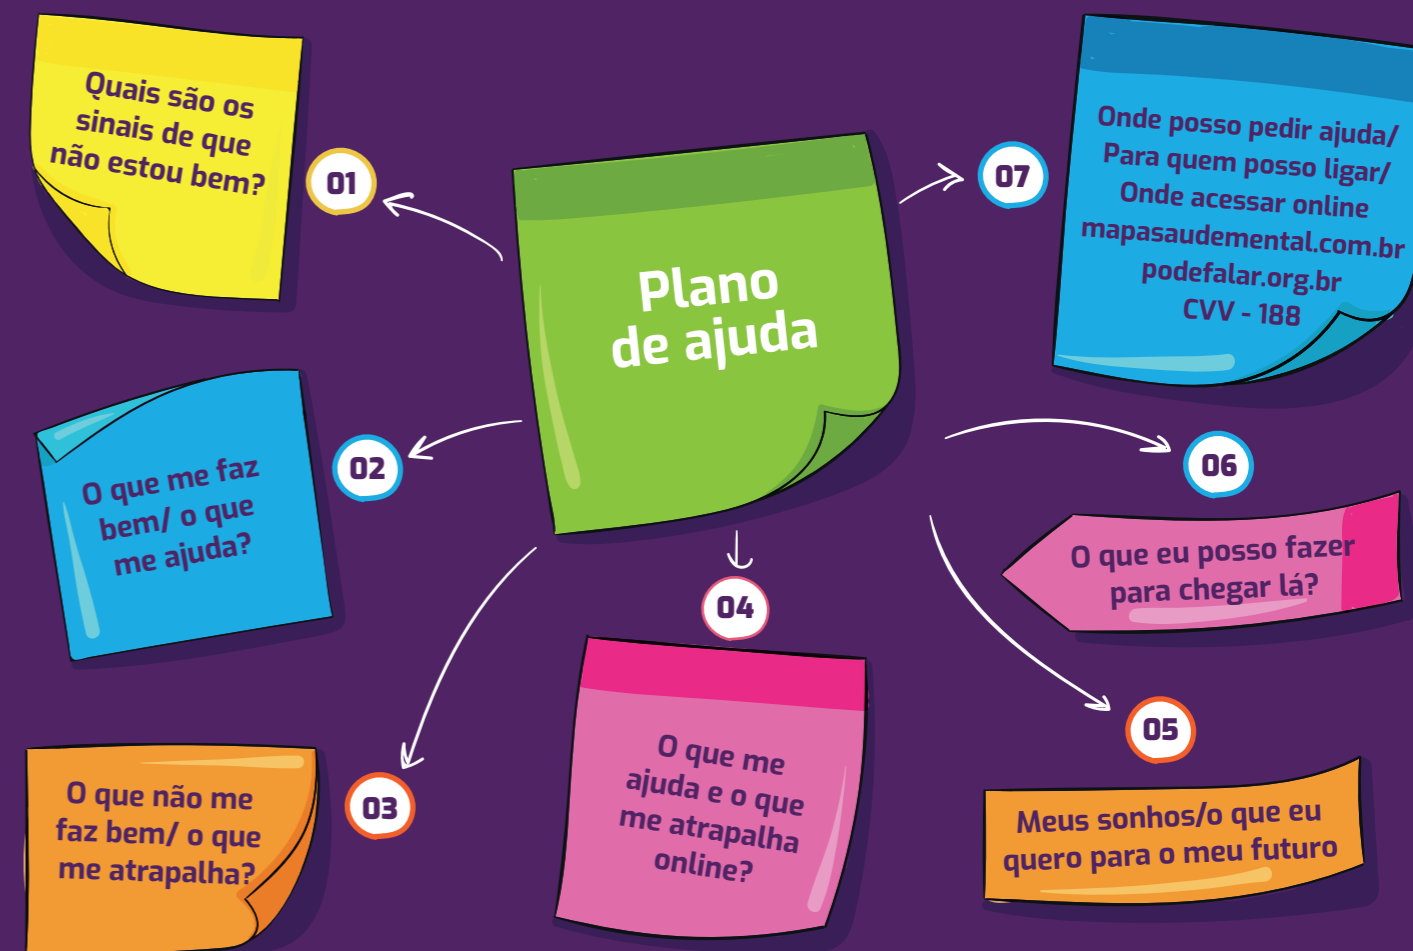 Plano
de ajuda
01
Quais são os
sinais de que
não estou bem?
02
O que me faz
bem/ o que
me ajuda?
03
O que não me
faz bem/ o que
me atrapalha?
04
O que me
ajuda e o que
me atrapalha
online?
05
Meus sonhos/o que eu
quero para o meu futuro
06
O que eu posso fazer
para chegar lá?
07
Onde posso pedir ajuda/
Para quem posso ligar/
Onde acessar online
mapasaudemental.com.br
podefalar.org.br
CVV - 188